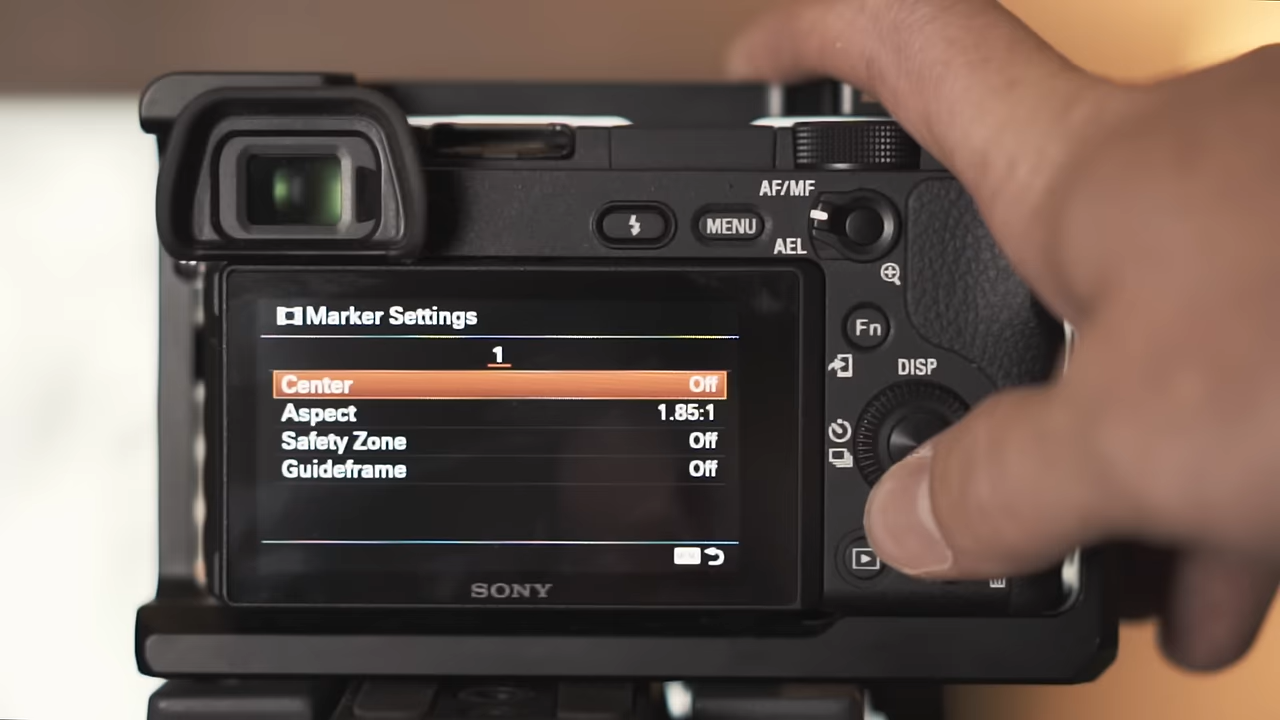 AF/MF
MENU
AEL
Marker Settings
1
Center Off
Aspect 1.85:1
Safety Zone Off
Guideframe Off
Fn
DISP
SONY